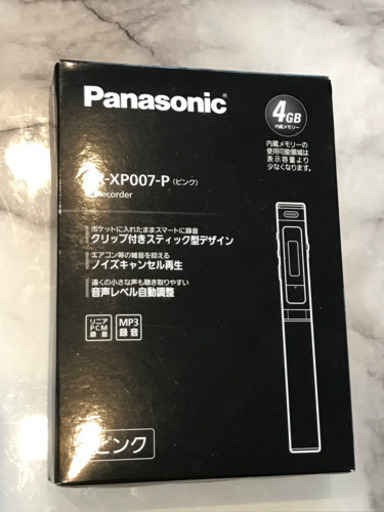 Panasonic
4GB
内蔵メモリー
内蔵メモリーの
使用可能領域は
表示容量より
少なくなります。
-XP007-P (ピンク)
ecorder
ポケットに入れたままスマートに録音
クリップ付きスティック型デザイン
エアコン等の雑音を抑える
ノイズキャンセル再生
遠くの小さな声も聴き取りやすい
音声レベル自動調整
リニア
PCM
録音
MP3
録音
ピンク